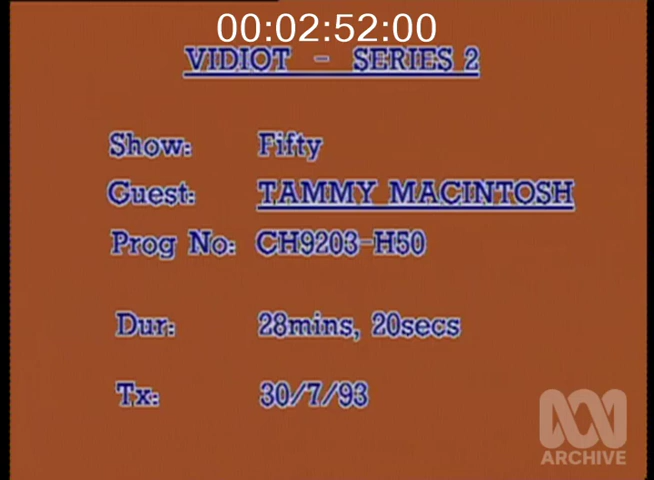 00:02:52:00
VIDIOT - SERIES 2
Show: Fifty
Guest: TAMMY MACINTOSH
Prog No: CH9203-H50
Dur: 28mins, 20secs
Tx: 30/7/93
ARCHIVE